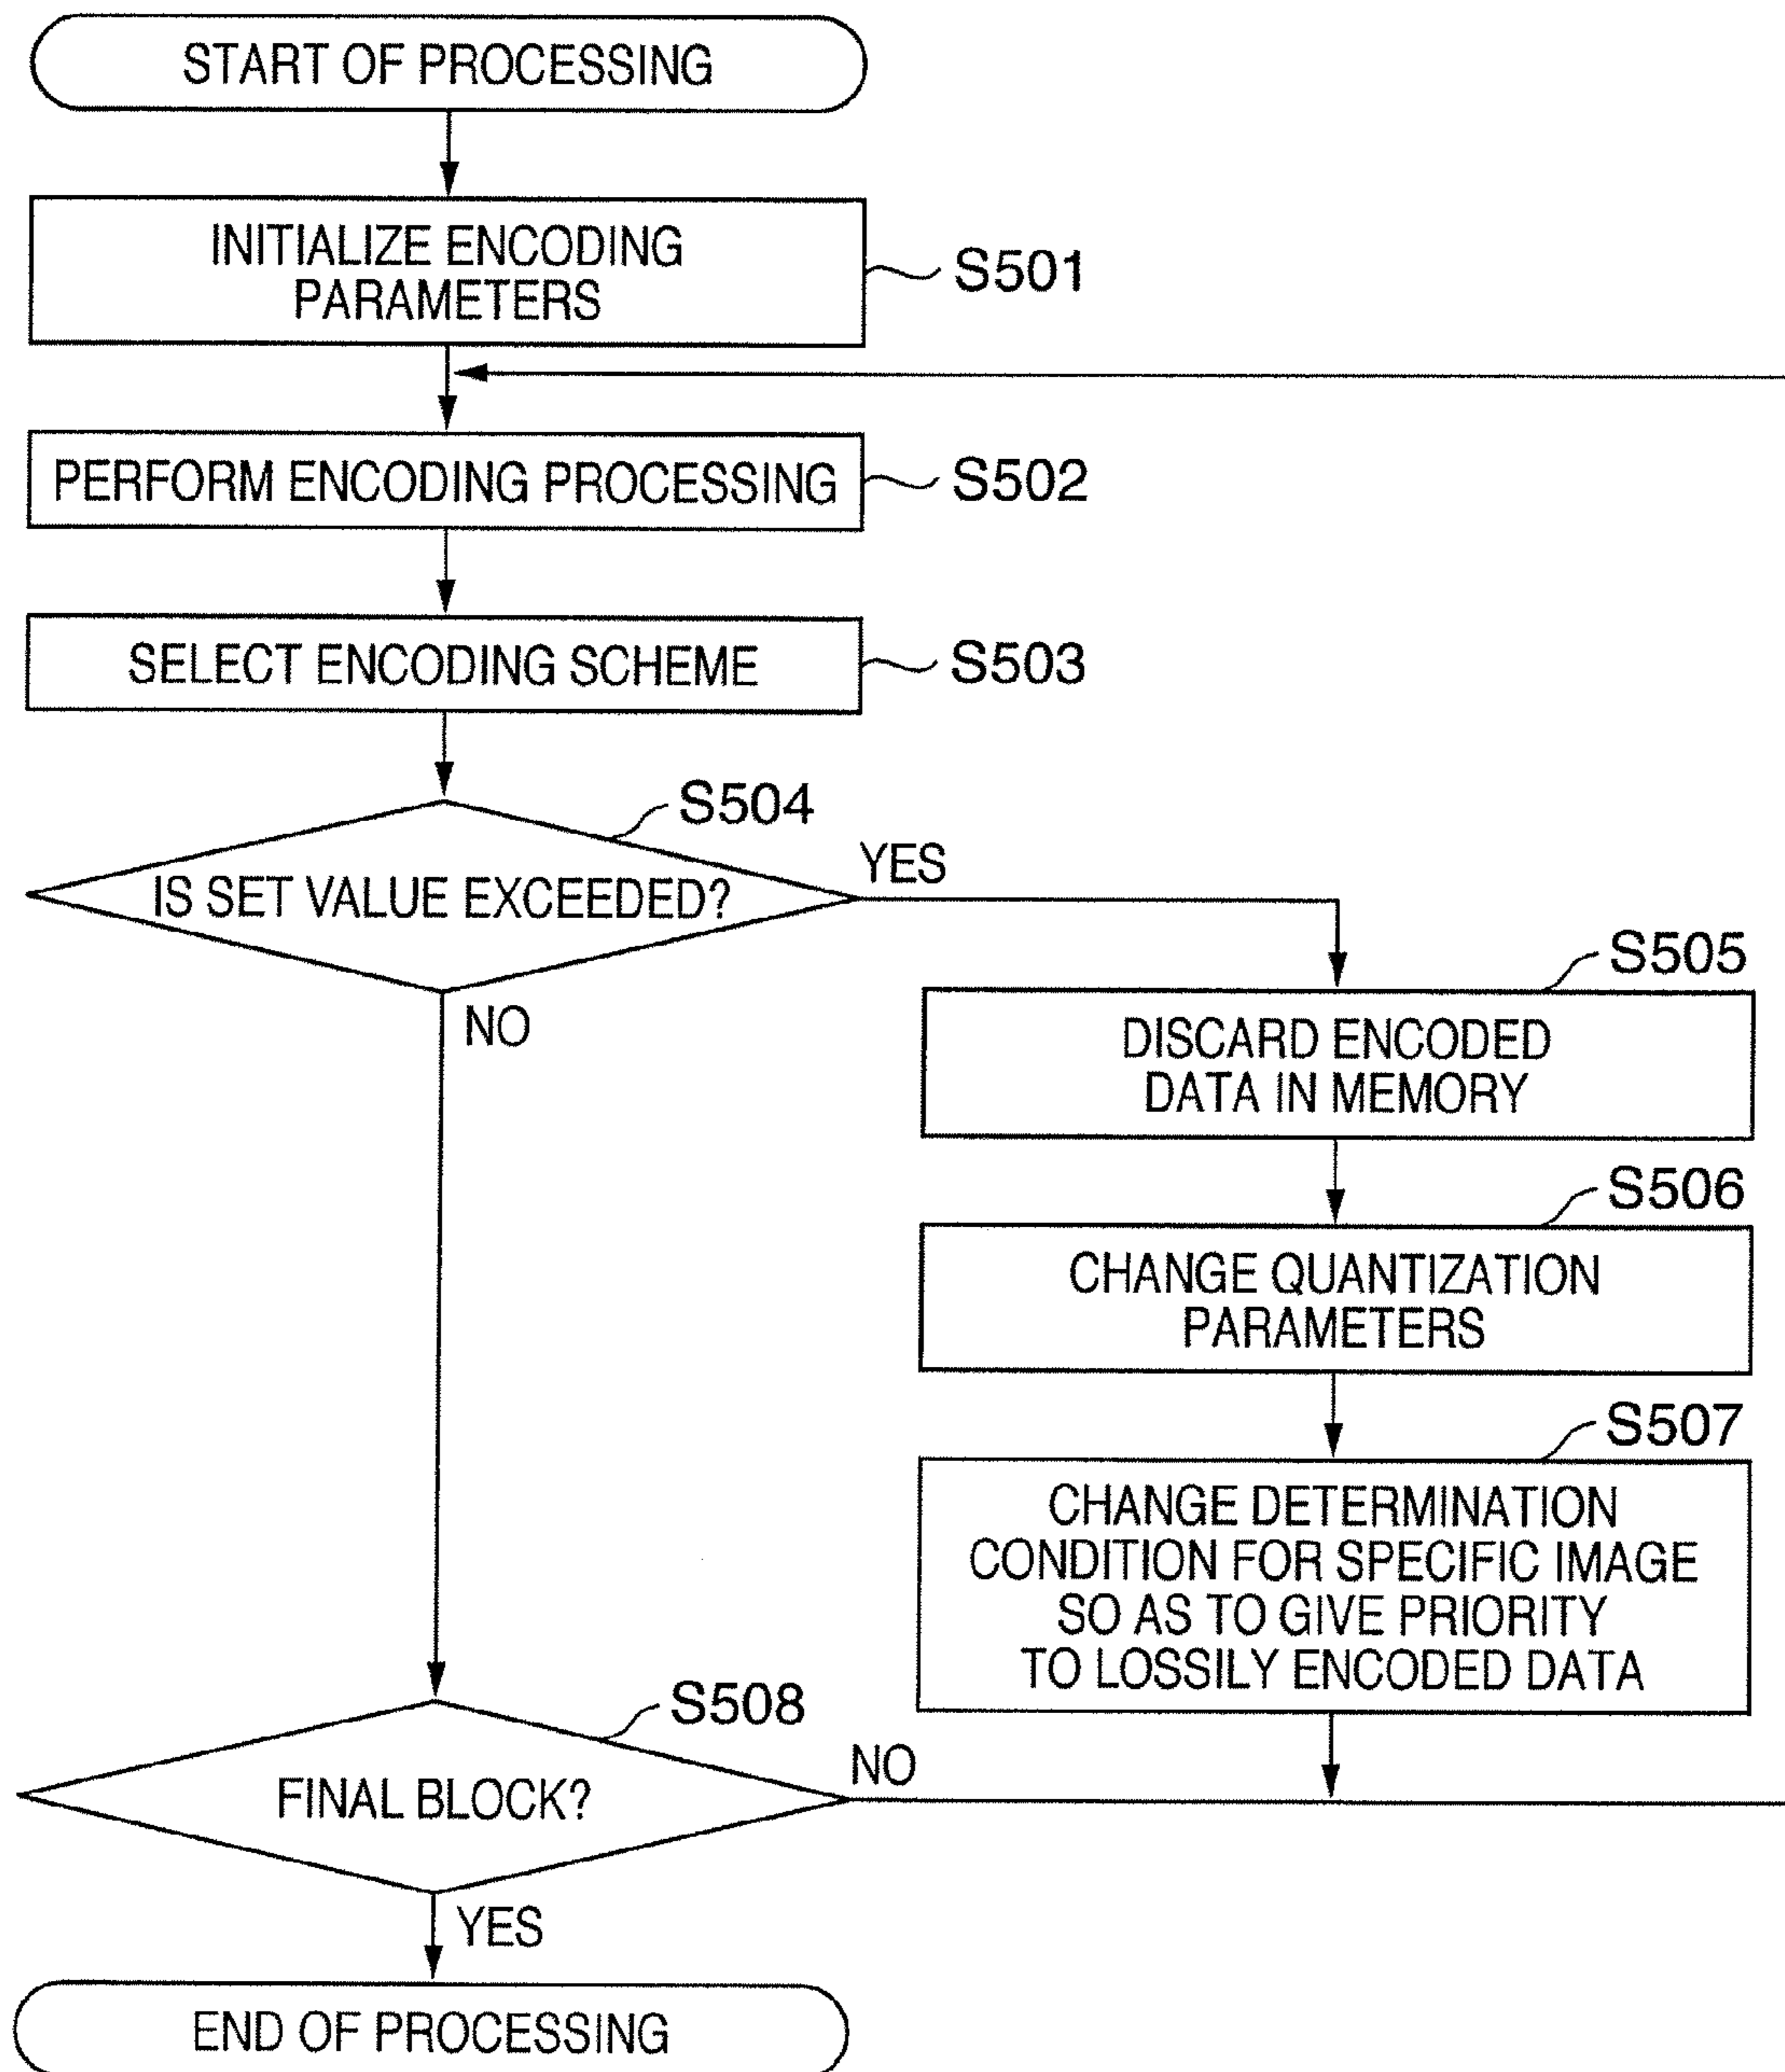 START OF PROCESSING
INITIALIZE ENCODING
PARAMETERS
S501
PERFORM ENCODING PROCESSING
S502
SELECT ENCODING SCHEME
S503
S504
IS SET VALUE EXCEEDED?
YES
NO
S505
DISCARD ENCODED
DATA IN MEMORY
S506
CHANGE QUANTIZATION
PARAMETERS
S507
CHANGE DETERMINATION
CONDITION FOR SPECIFIC IMAGE
SO AS TO GIVE PRIORITY
TO LOSSILY ENCODED DATA
S508
FINAL BLOCK?
NO
YES
END OF PROCESSING